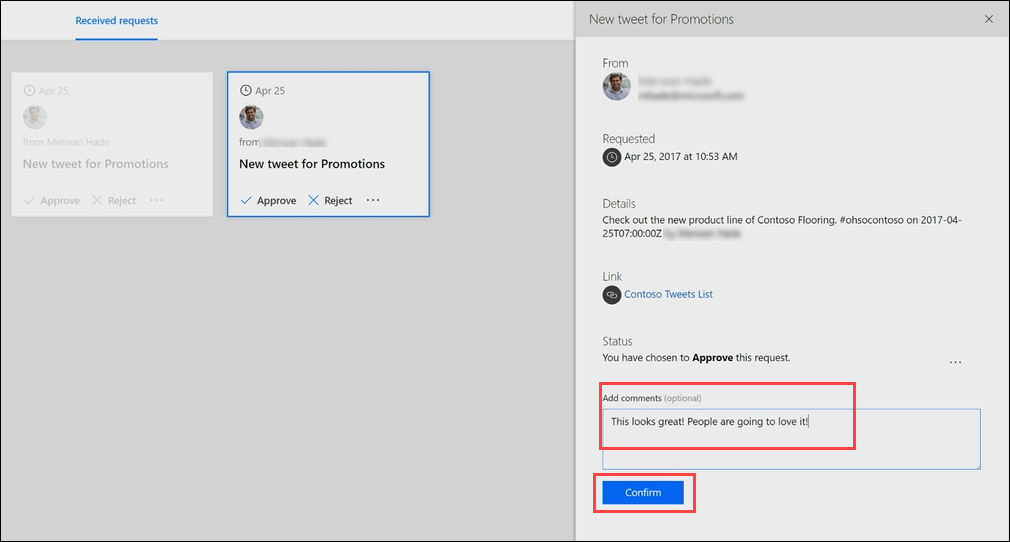 Received requests
Apr 25
from Merwan Hade
New tweet for Promotions
Approve
Reject
...
Apr 25
from
New tweet for Promotions
Approve
Reject
...
New tweet for Promotions
From
Requested
Apr 25, 2017 at 10:53 AM
Details
Check out the new product line of Contoso Flooring. #ohsocontoso on 2017-04-
25T07:00:00Z
Link
Contoso Tweets List
Status
You have chosen to Approve this request.
...
Add comments (optional)
This looks great! People are going to love it!
Confirm